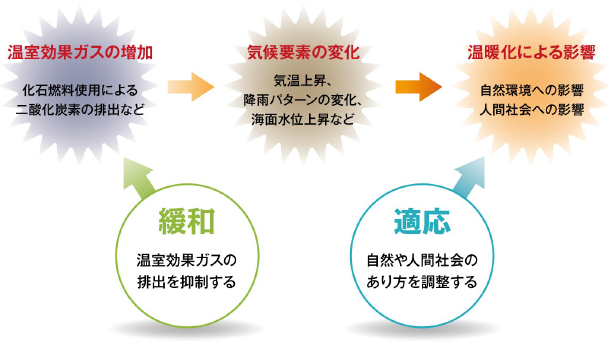 温室効果ガスの増加
化石燃料使用による
二酸化炭素の排出など
気候要素の変化
気温上昇、
降雨パターンの変化、
海面水位上昇など
温暖化による影響
自然環境への影響
人間社会への影響
緩和
温室効果ガスの
排出を抑制する
適応
自然や人間社会の
あり方を調整する